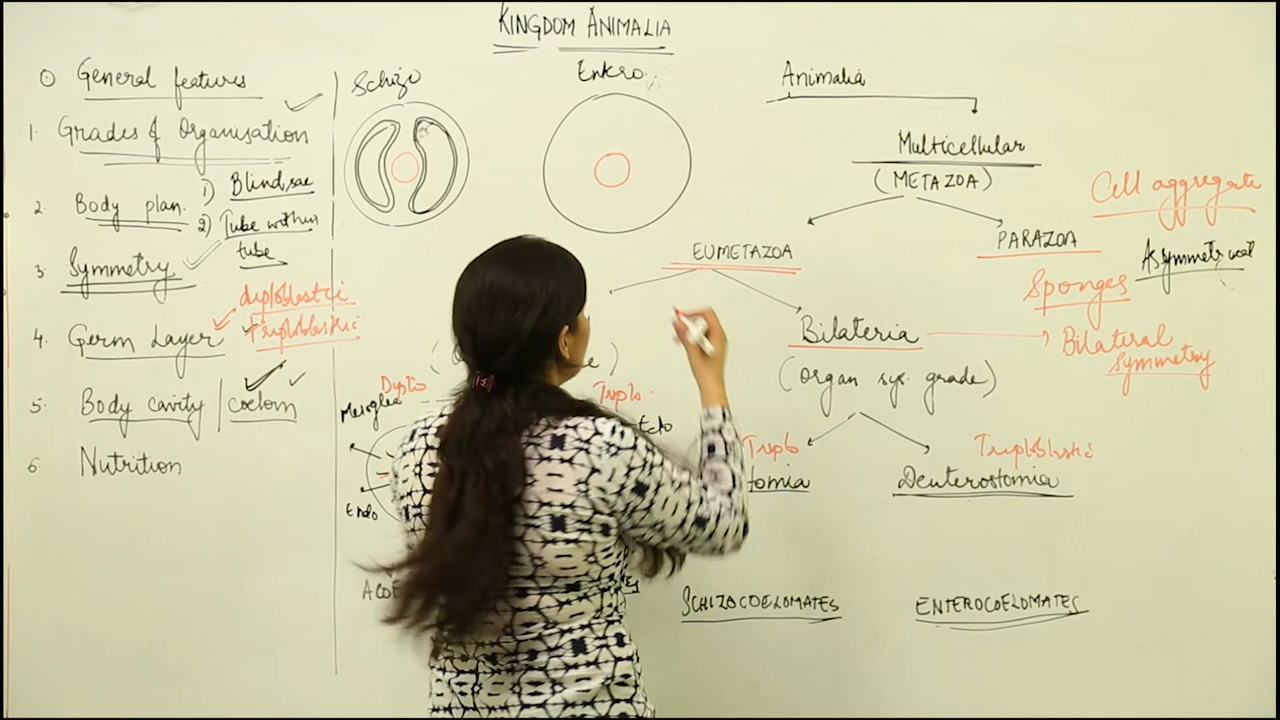 KINGDOM ANIMALIA
General features
1. Grades of Organisation
2. Body plan.
1) Blind sac
2) Tube within
tube
3. Symmetry
4. Germ Layer
diploblastic
triploblastic
5. Body cavity / coelom
6. Nutrition
Schizo
Entero
Animalia
Multicellular
(METAZOA)
Cell aggregate
EUMETAZOA
PARAZOA
Asymmetrical
Sponges
Bilateria
Bilateral
Symmetry
(Organ sys. grade)
Diplo
Triplo
Mesoglea
Ecto
Endo
Triplo
Triploblastic
tomia
Deuterostomia
SCHIZOCOELOMATES
ENTEROCOELOMATES